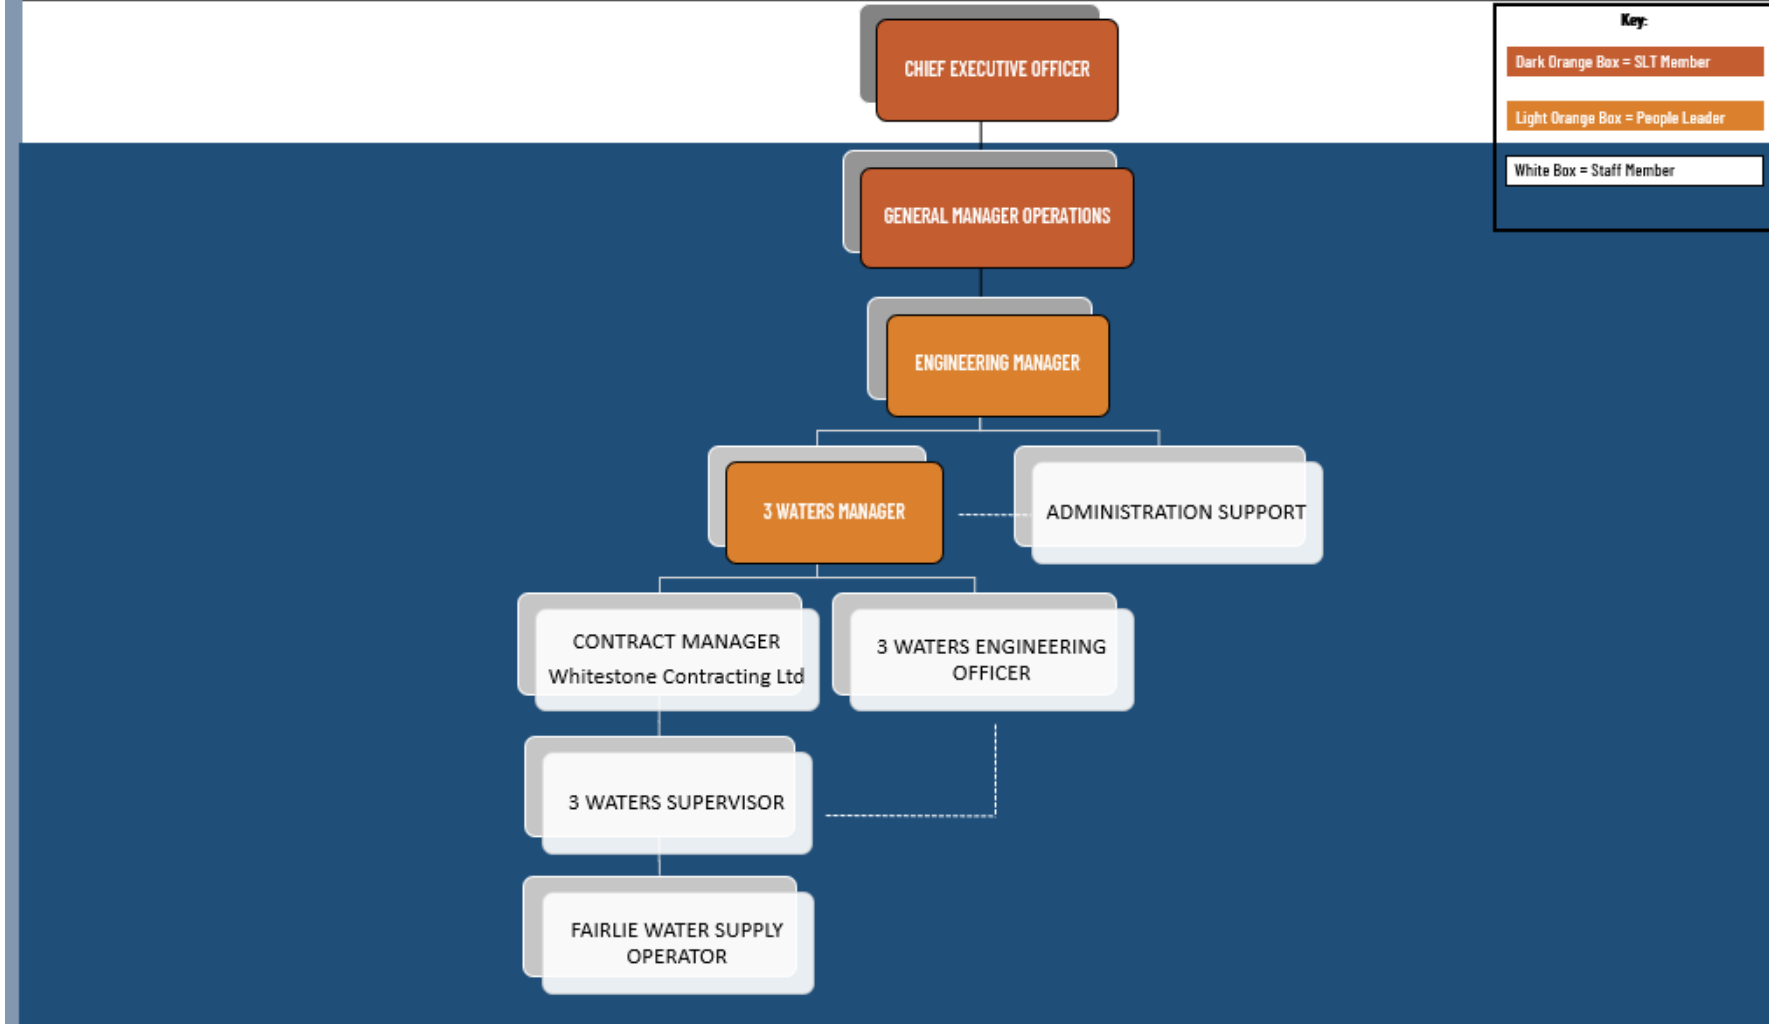 CHIEF EXECUTIVE OFFICER
Key:
Dark Orange Box = SLT Member
Light Orange Box = People Leader
White Box = Staff Member
GENERAL MANAGER OPERATIONS
ENGINEERING MANAGER
3 WATERS MANAGER
ADMINISTRATION SUPPORT
CONTRACT MANAGER
Whitestone Contracting Ltd
3 WATERS ENGINEERING
OFFICER
3 WATERS SUPERVISOR
FAIRLIE WATER SUPPLY
OPERATOR